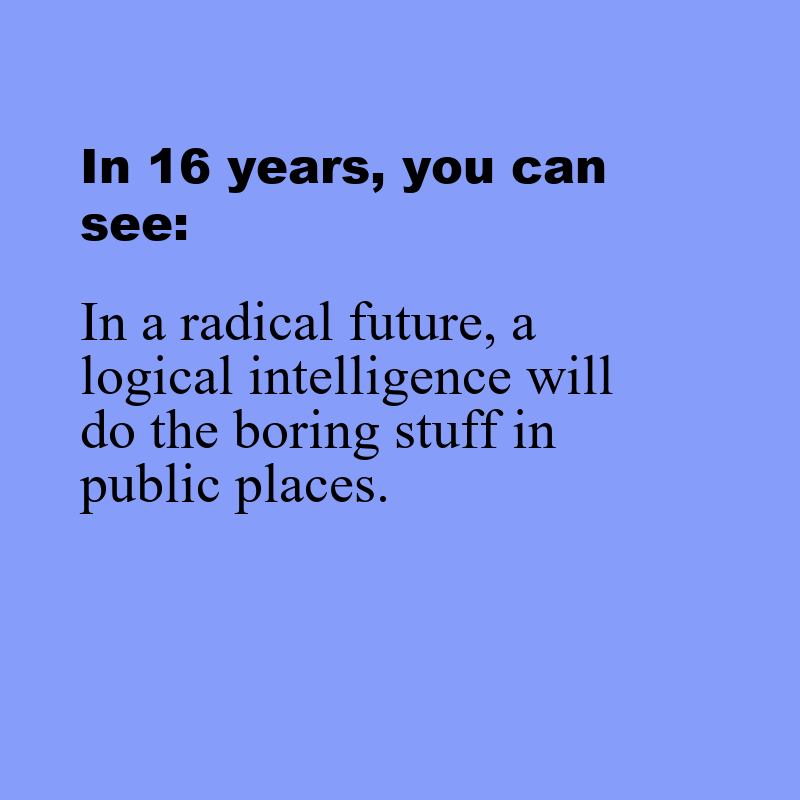 In 16 years, you can
see:
In a radical future, a
logical intelligence will
do the boring stuff in
public places.